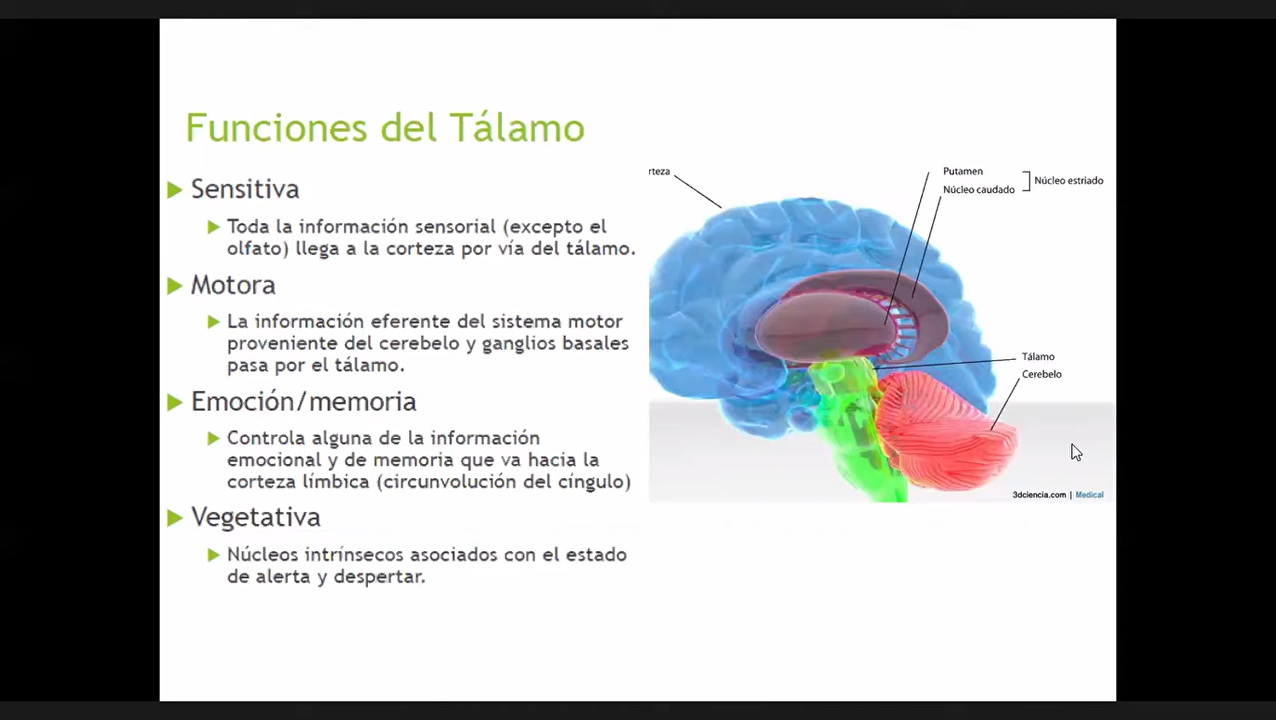 Funciones del Tálamo
Sensitiva
Toda la información sensorial (excepto el
olfato) llega a la corteza por vía del tálamo.
Motora
La información eferente del sistema motor
proveniente del cerebelo y ganglios basales
pasa por el tálamo.
Emoción/memoria
Controla alguna de la información
emocional y de memoria que va hacia la
corteza límbica (circunvolución del cíngulo)
Vegetativa
Núcleos intrínsecos asociados con el estado
de alerta y despertar.
rteza
Putamen
Núcleo caudado
Núcleo estriado
Tálamo
Cerebelo
3dciencia.com | Medical